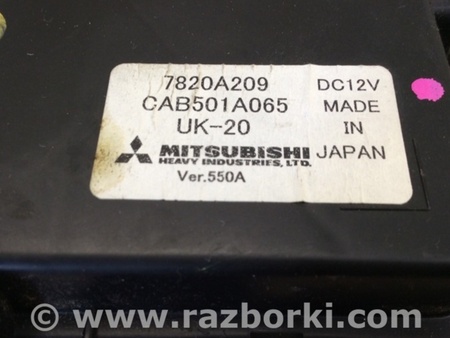 7820A209 DC12V
CAB501A065 MADE
UK-20 IN
MITSUBISHI JAPAN
HEAVY INDUSTRIES, LTD.
Ver.550A
© www.razborki.com